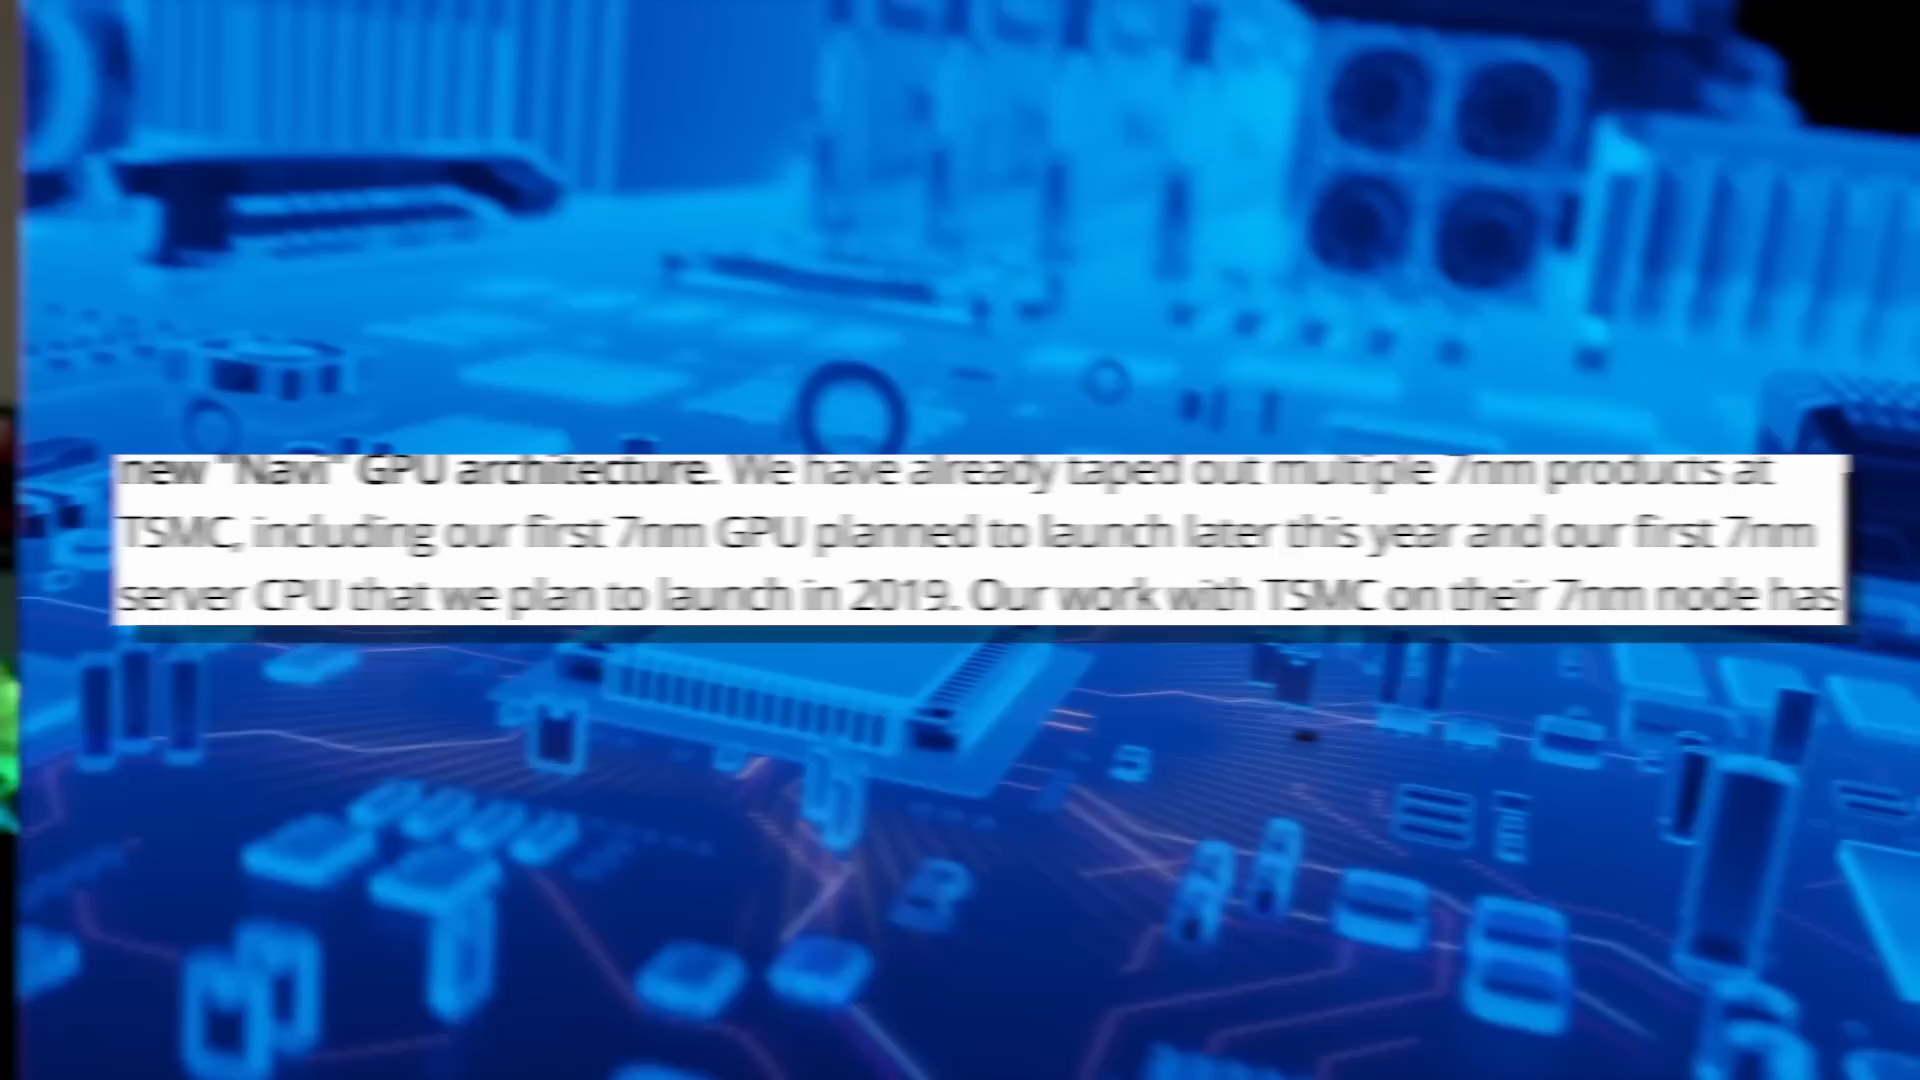 new "Navi" GPU architecture. We have already taped out multiple 7nm products at
TSMC, including our first 7nm GPU planned to launch later this year and our first 7nm
server CPU that we plan to launch in 2019. Our work with TSMC on their 7nm node has